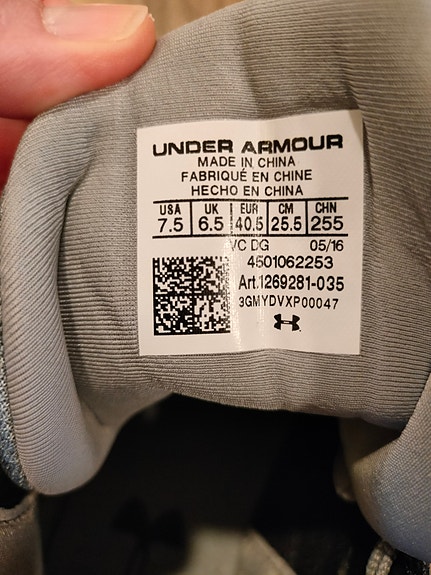 UNDER ARMOUR
MADE IN CHINA
FABRIQUÉ EN CHINE
HECHO EN CHINA
USA UK EUR CM CHN
7.5 6.5 40.5 25.5 255
VC DG 05/16
4501062253
Art.1269281-035
3GMYDVXP00047